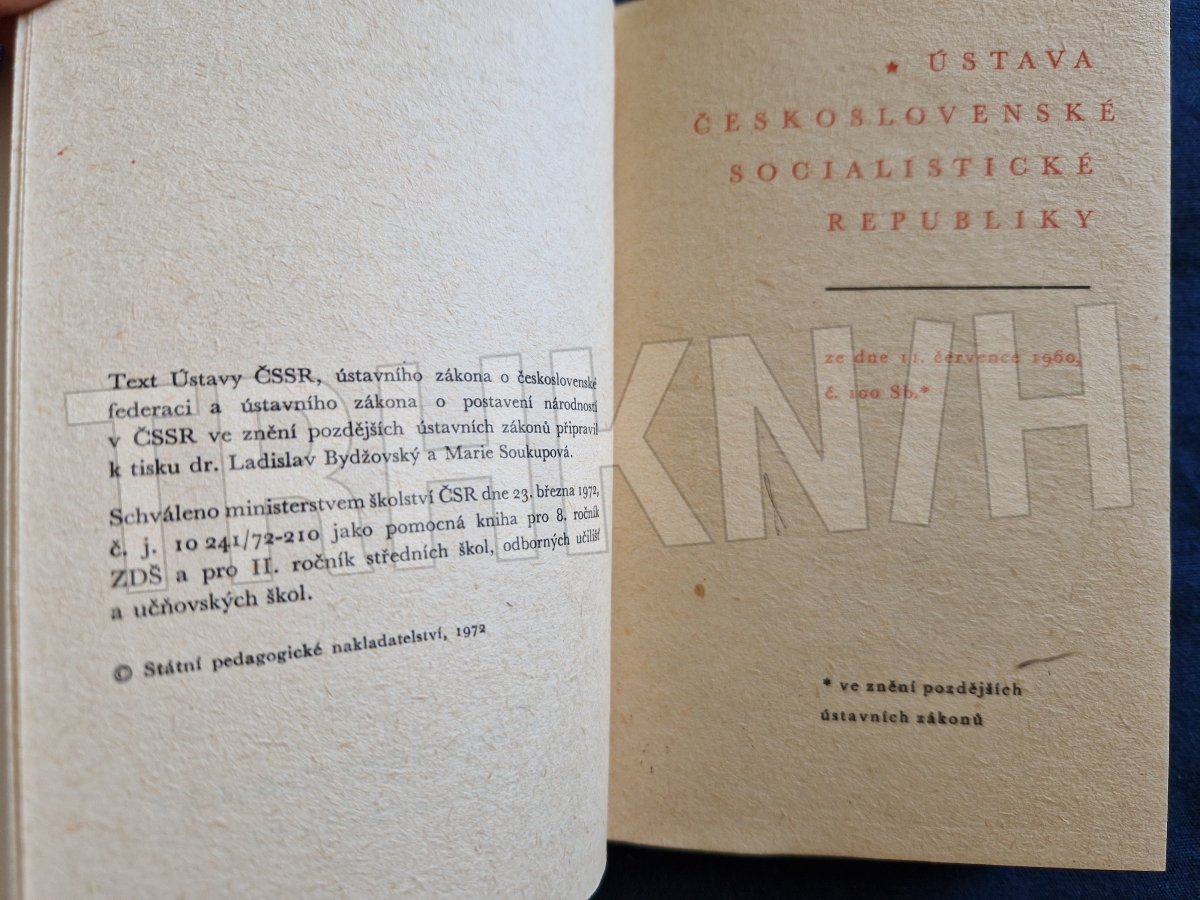 Text Ústavy ČSSR, ústavního zákona o československé
federaci a ústavního zákona o postavení národností
v ČSSR ve znění pozdějších ústavních zákonů připravil
k tisku dr. Ladislav Bydžovský a Marie Soukupová.
Schváleno ministerstvem školství ČSR dne 23. března 1972,
č. j. 10 241/72-210 jako pomocná kniha pro 8. ročník
ZDŠ a pro II. ročník středních škol, odborných učilišť
a učňovských škol.
© Státní pedagogické nakladatelství, 1972
★ ÚSTAVA
ČESKOSLOVENSKÉ
SOCIALISTICKÉ
REPUBLIKY
ze dne 11. července 1960,
č. 100 Sb.*
* ve znění pozdějších
ústavních zákonů
TRHKNIH